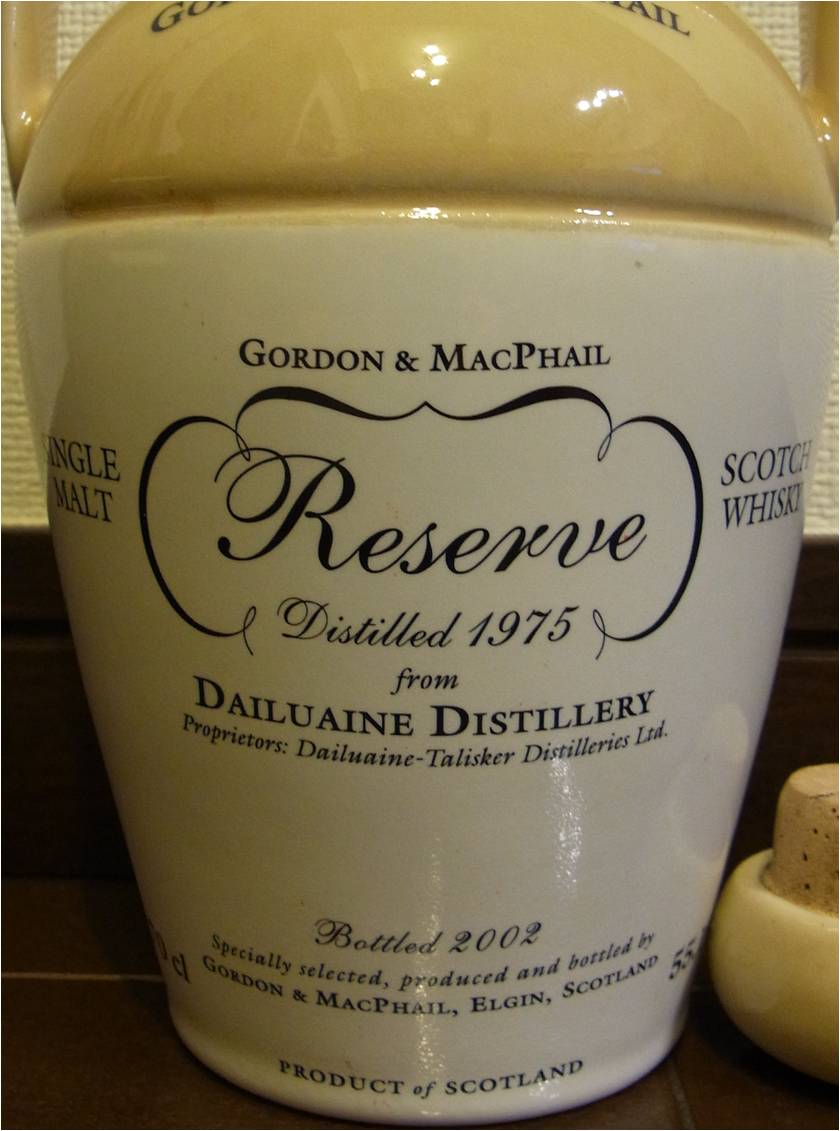 GORDON & MACPHAIL
SINGLE
MALT
Reserve
SCOTCH
WHISKY
Distilled 1975
from
DAILUAINE DISTILLERY
Proprietors: Dailuaine-Talisker Distilleries Ltd.
Bottled 2002
cl
Specially selected, produced and bottled by
GORDON & MACPHAIL, ELGIN, SCOTLAND
PRODUCT of SCOTLAND